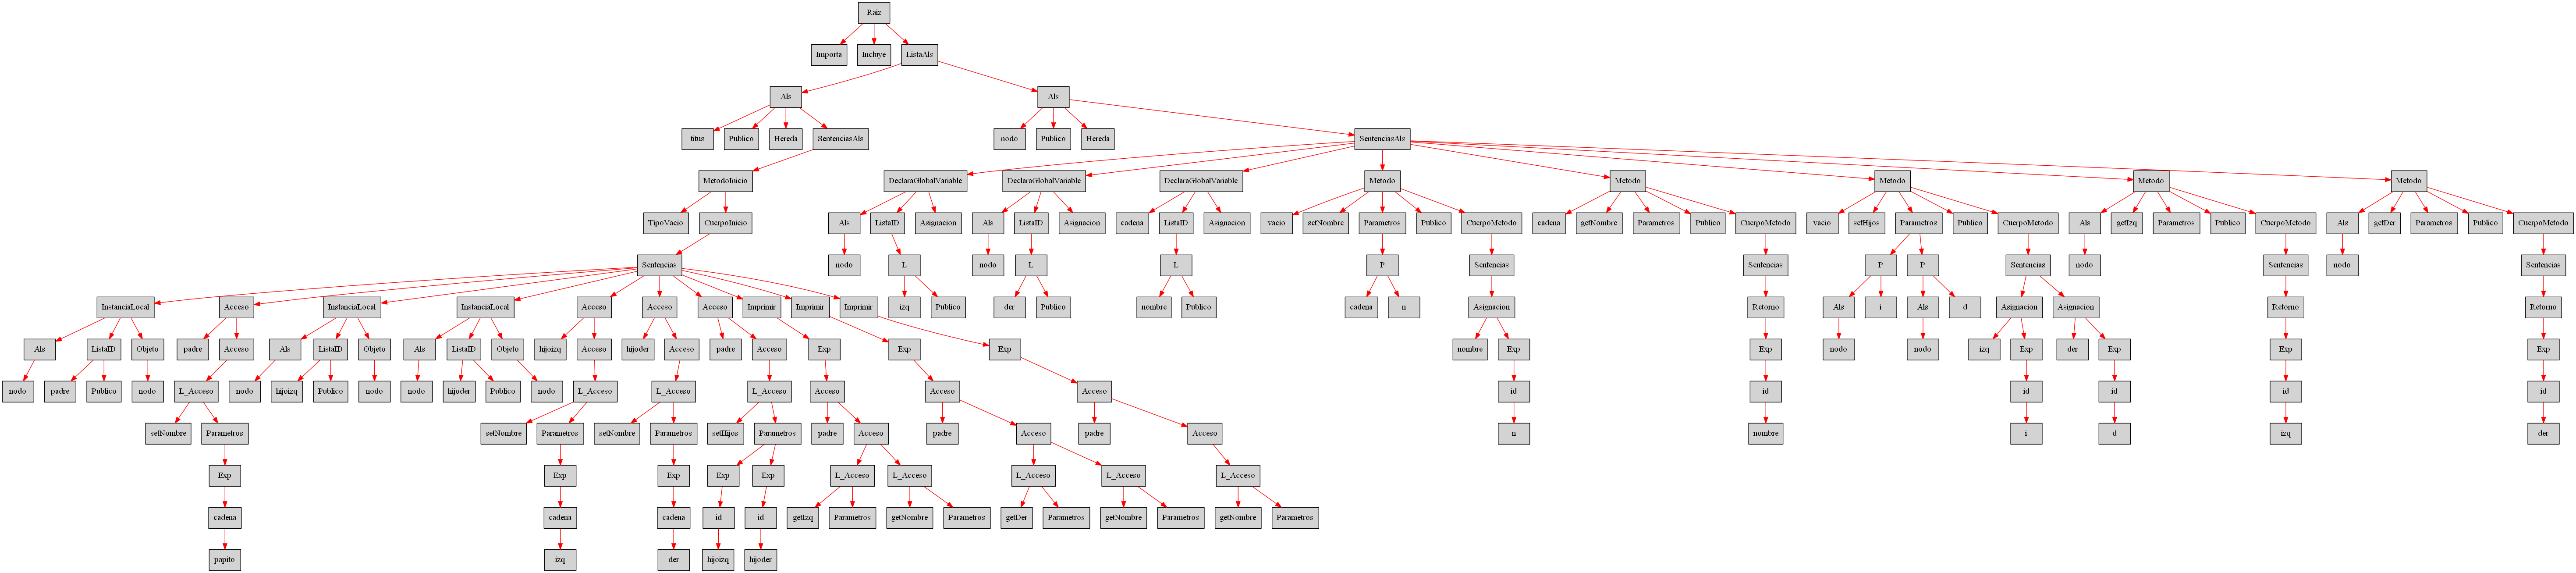 Raiz
Importa Incluye ListaAls
Als Als
titus Publico Hereda SentenciasAls nodo Publico Hereda SentenciasAls
MetodoInicio DeclaraGlobalVariable DeclaraGlobalVariable DeclaraGlobalVariable Metodo Metodo Metodo Metodo Metodo
TipoVacio CuerpoInicio Als ListaID Asignacion Als ListaID Asignacion cadena ListaID Asignacion vacio setNombre Parametros Publico CuerpoMetodo cadena getNombre Parametros Publico CuerpoMetodo vacio setHijos Parametros Publico CuerpoMetodo Als getIzq Parametros Publico CuerpoMetodo Als getDer Parametros Publico CuerpoMetodo
Sentencias nodo L nodo L L P Sentencias Sentencias P P Sentencias nodo Sentencias nodo Sentencias
InstanciaLocal Acceso InstanciaLocal InstanciaLocal Acceso Acceso Acceso Imprimir Imprimir Imprimir izq Publico der Publico nombre Publico cadena n Asignacion Retorno Als i Als d Asignacion Asignacion Retorno Retorno
Als ListaID Objeto padre Acceso Als ListaID Objeto Als ListaID Objeto hijoizq Acceso hijoder Acceso padre Acceso Exp Exp Exp nombre Exp Exp nodo nodo izq Exp der Exp Exp Exp
nodo padre Publico nodo L_Acceso nodo hijoizq Publico nodo nodo hijoder Publico nodo L_Acceso L_Acceso L_Acceso Acceso Acceso Acceso id id id id id id
setNombre Parametros setNombre Parametros setNombre Parametros setHijos Parametros padre Acceso padre Acceso padre Acceso n nombre i d izq der
Exp Exp Exp Exp Exp L_Acceso L_Acceso L_Acceso L_Acceso L_Acceso
cadena cadena cadena id id getIzq Parametros getNombre Parametros getDer Parametros getNombre Parametros getNombre Parametros
papito izq der hijoizq hijoder